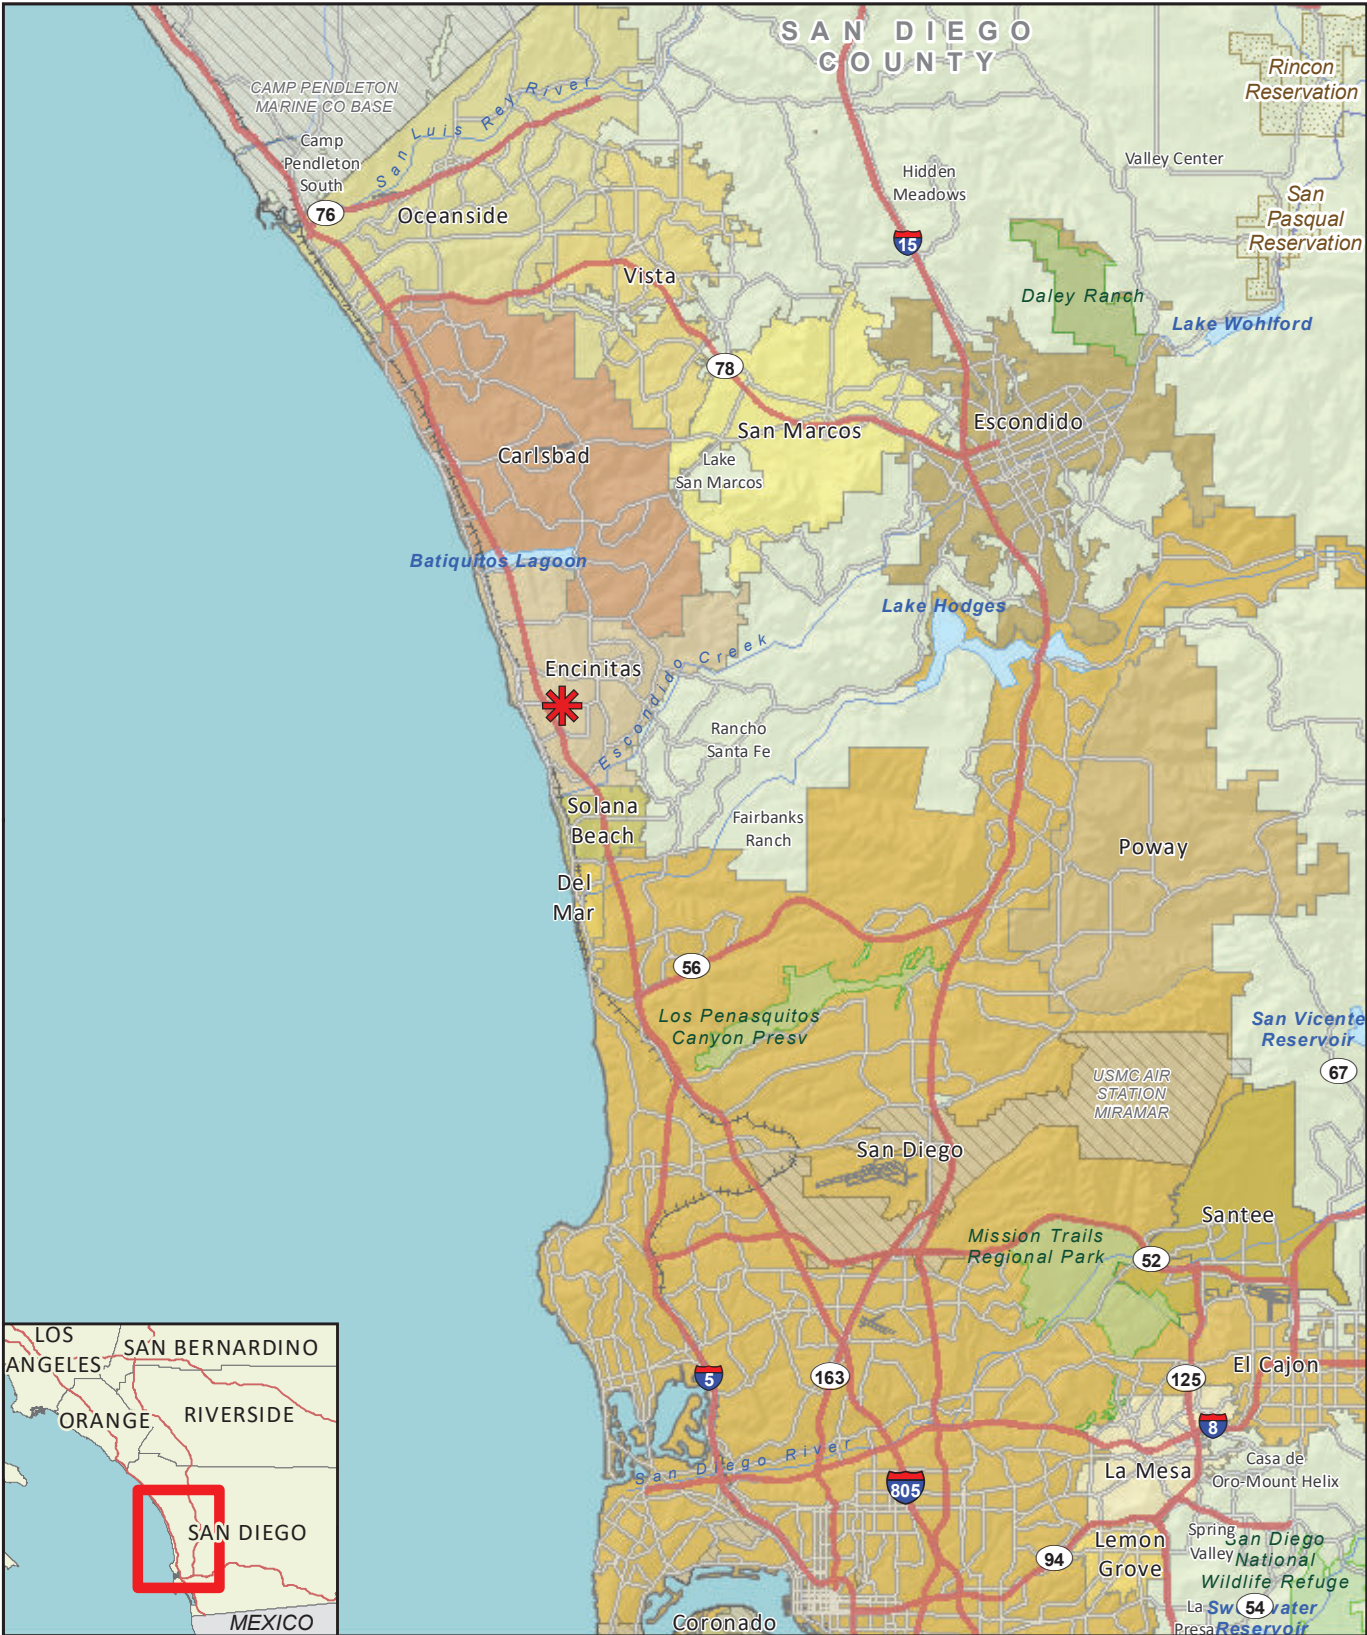 SAN DIEGO
COUNTY
Rincon
Reservation
CAMP PENDLETON
MARINE CO BASE
San Luis Rey River
Camp
Pendleton
South
76
Oceanside
Hidden
Meadows
Valley Center
San
Pasqual
Reservation
15
Vista
Daley Ranch
Lake Wohlford
78
San Marcos
Escondido
Carlsbad
Lake
San Marcos
Batiquitos Lagoon
Lake Hodges
Encinitas
Escondido Creek
Rancho
Santa Fe
Solana
Beach
Fairbanks
Ranch
Poway
Del
Mar
56
Los Penasquitos
Canyon Presv
San Vicente
Reservoir
67
USMC AIR
STATION
MIRAMAR
San Diego
Santee
Mission Trails
Regional Park
52
5
163
El Cajon
125
8
San Diego River
805
La Mesa
Casa de
Oro-Mount Helix
94
Lemon
Grove
Spring
Valley
San Diego
National
Wildlife Refuge
54
La
Presa
Reservoir
Coronado
LOS
ANGELES
SAN BERNARDINO
ORANGE
RIVERSIDE
SAN DIEGO
MEXICO